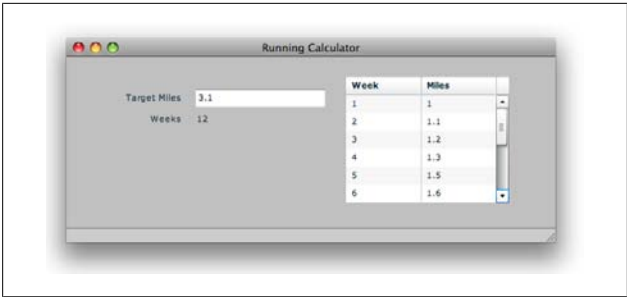 Running Calculator
Target Miles 3.1
Weeks 12
Week Miles
1 1
2 1.1
3 1.2
4 1.3
5 1.5
6 1.6